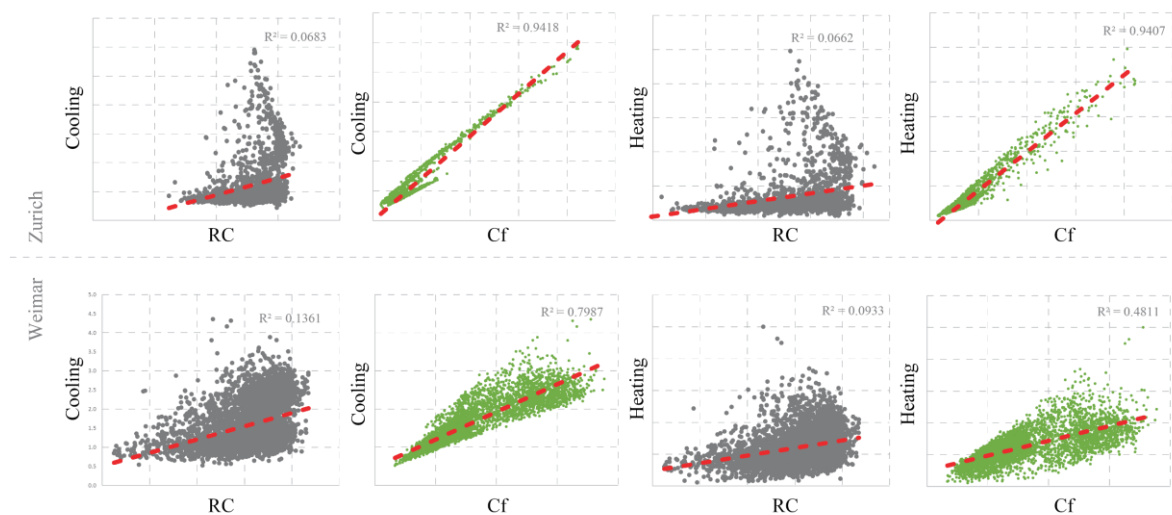 Zurich
Cooling
R² = 0.0683
RC
Cooling
R² = 0.9418
Cf
Heating
R² = 0.0662
RC
Heating
R² = 0.9407
Cf
Weimar
Cooling
5.0
4.5
4.0
3.5
3.0
2.5
2.0
1.5
1.0
0.5
0.0
R² = 0.1361
RC
Cooling
R² = 0.7987
Cf
Heating
R² = 0.0933
RC
Heating
R² = 0.4811
Cf